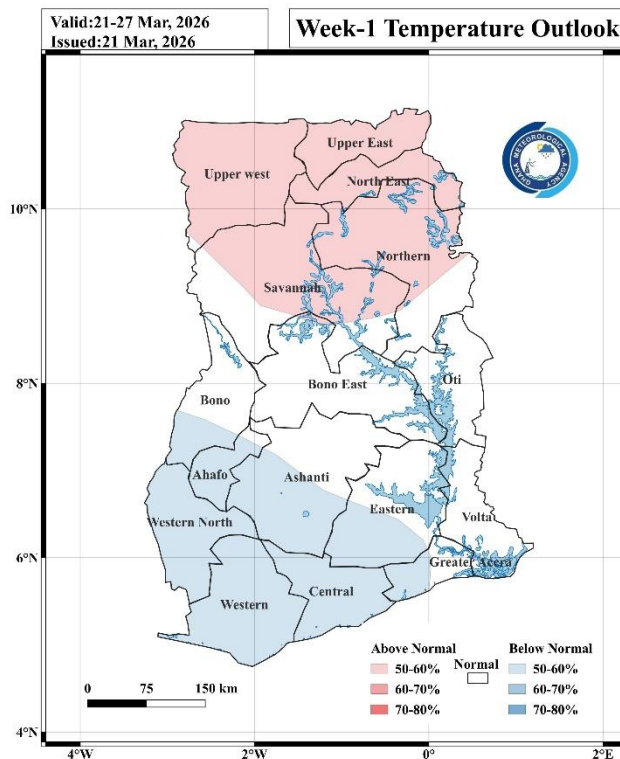 Valid:21-27 Mar, 2026
Issued:21 Mar, 2026
Week-1 Temperature Outlook
Upper East
Upper west
North East
GHANA METEOROLOGICAL AGENCY
10°N
Northern
Savannah
8°N
Bono East
Oti
Bono
Ahafo
Ashanti
Western North
Eastern
Volta
6°N
Greater Accra
Central
Western
Above Normal
Normal
Below Normal
50-60%
50-60%
60-70%
60-70%
70-80%
70-80%
0 75 150 km
4°N
4°W 2°W 0° 2°E